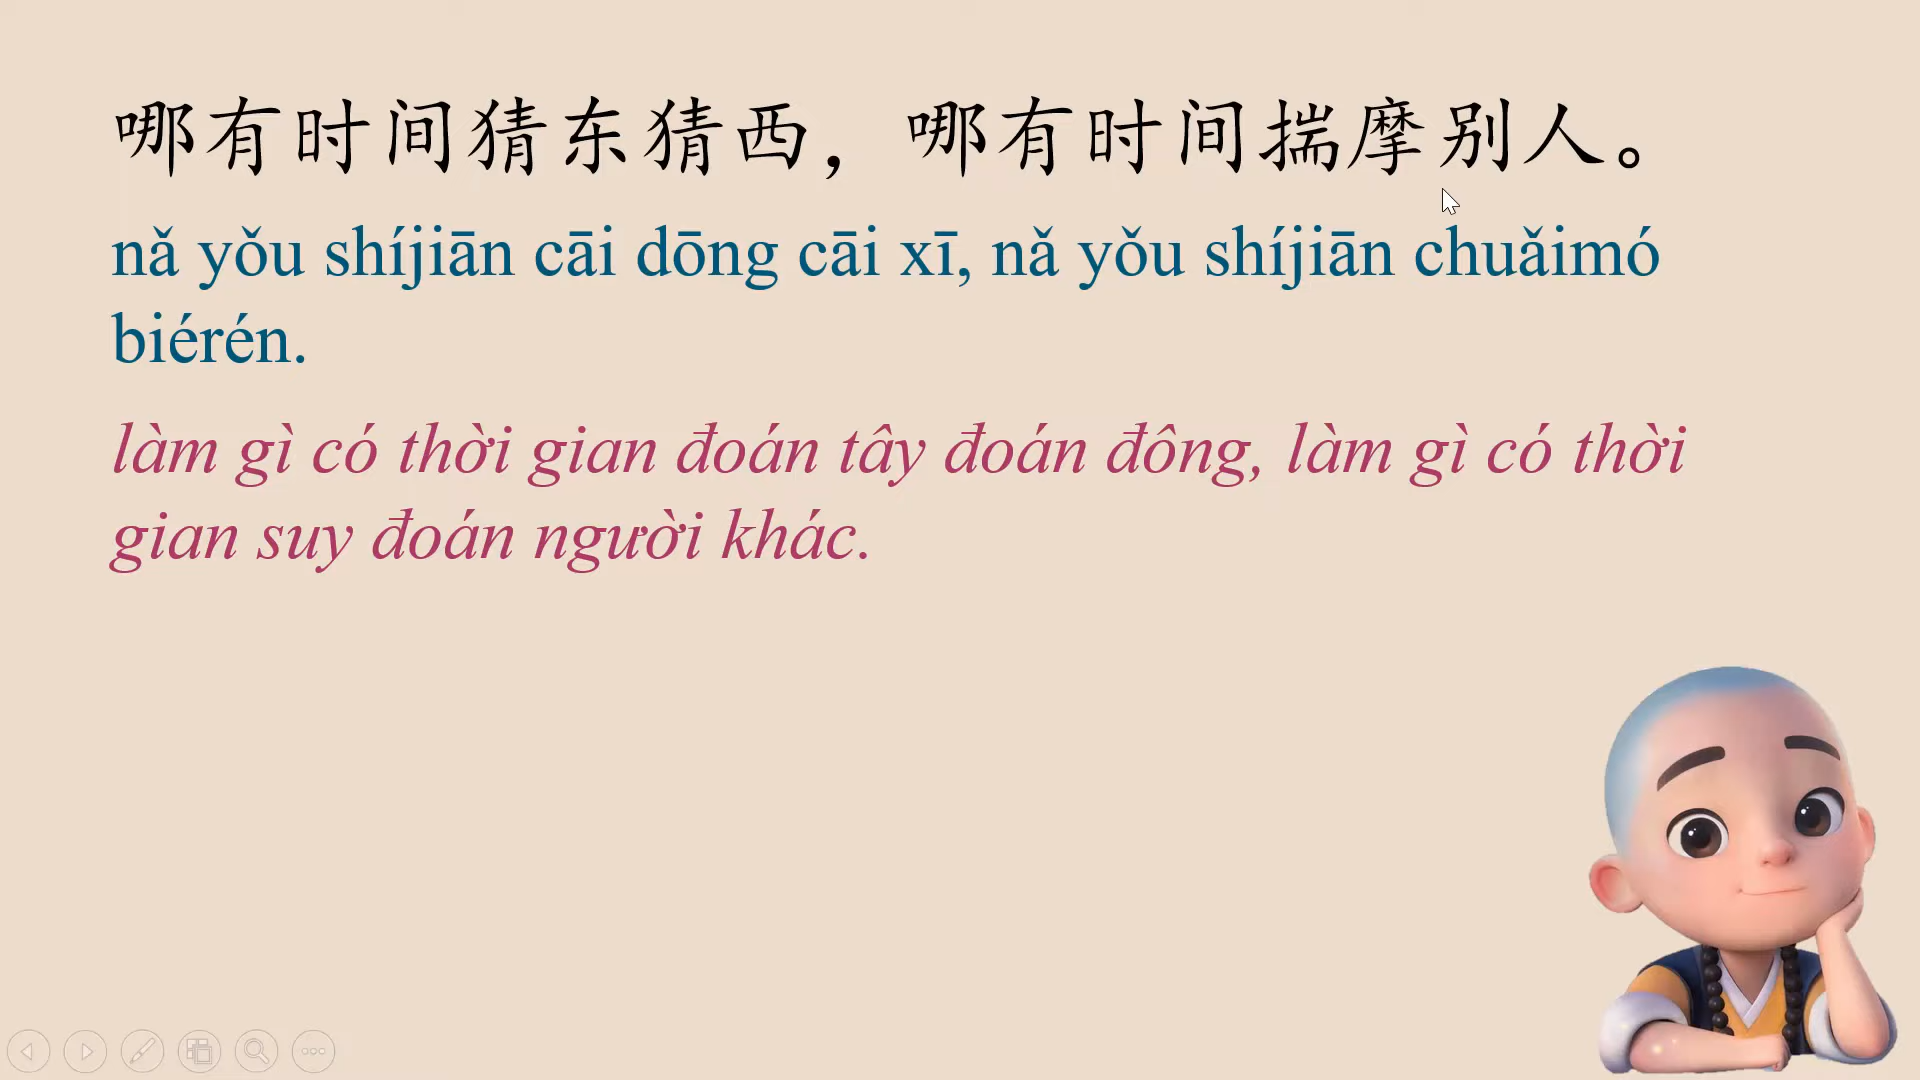 哪有时间猜东猜西，哪有时间揣摩别人。
nǎ yǒu shíjiān cāi dōng cāi xī, nǎ yǒu shíjiān chuǎimó
biérén.
làm gì có thời gian đoán tây đoán đông, làm gì có thời
gian suy đoán người khác.